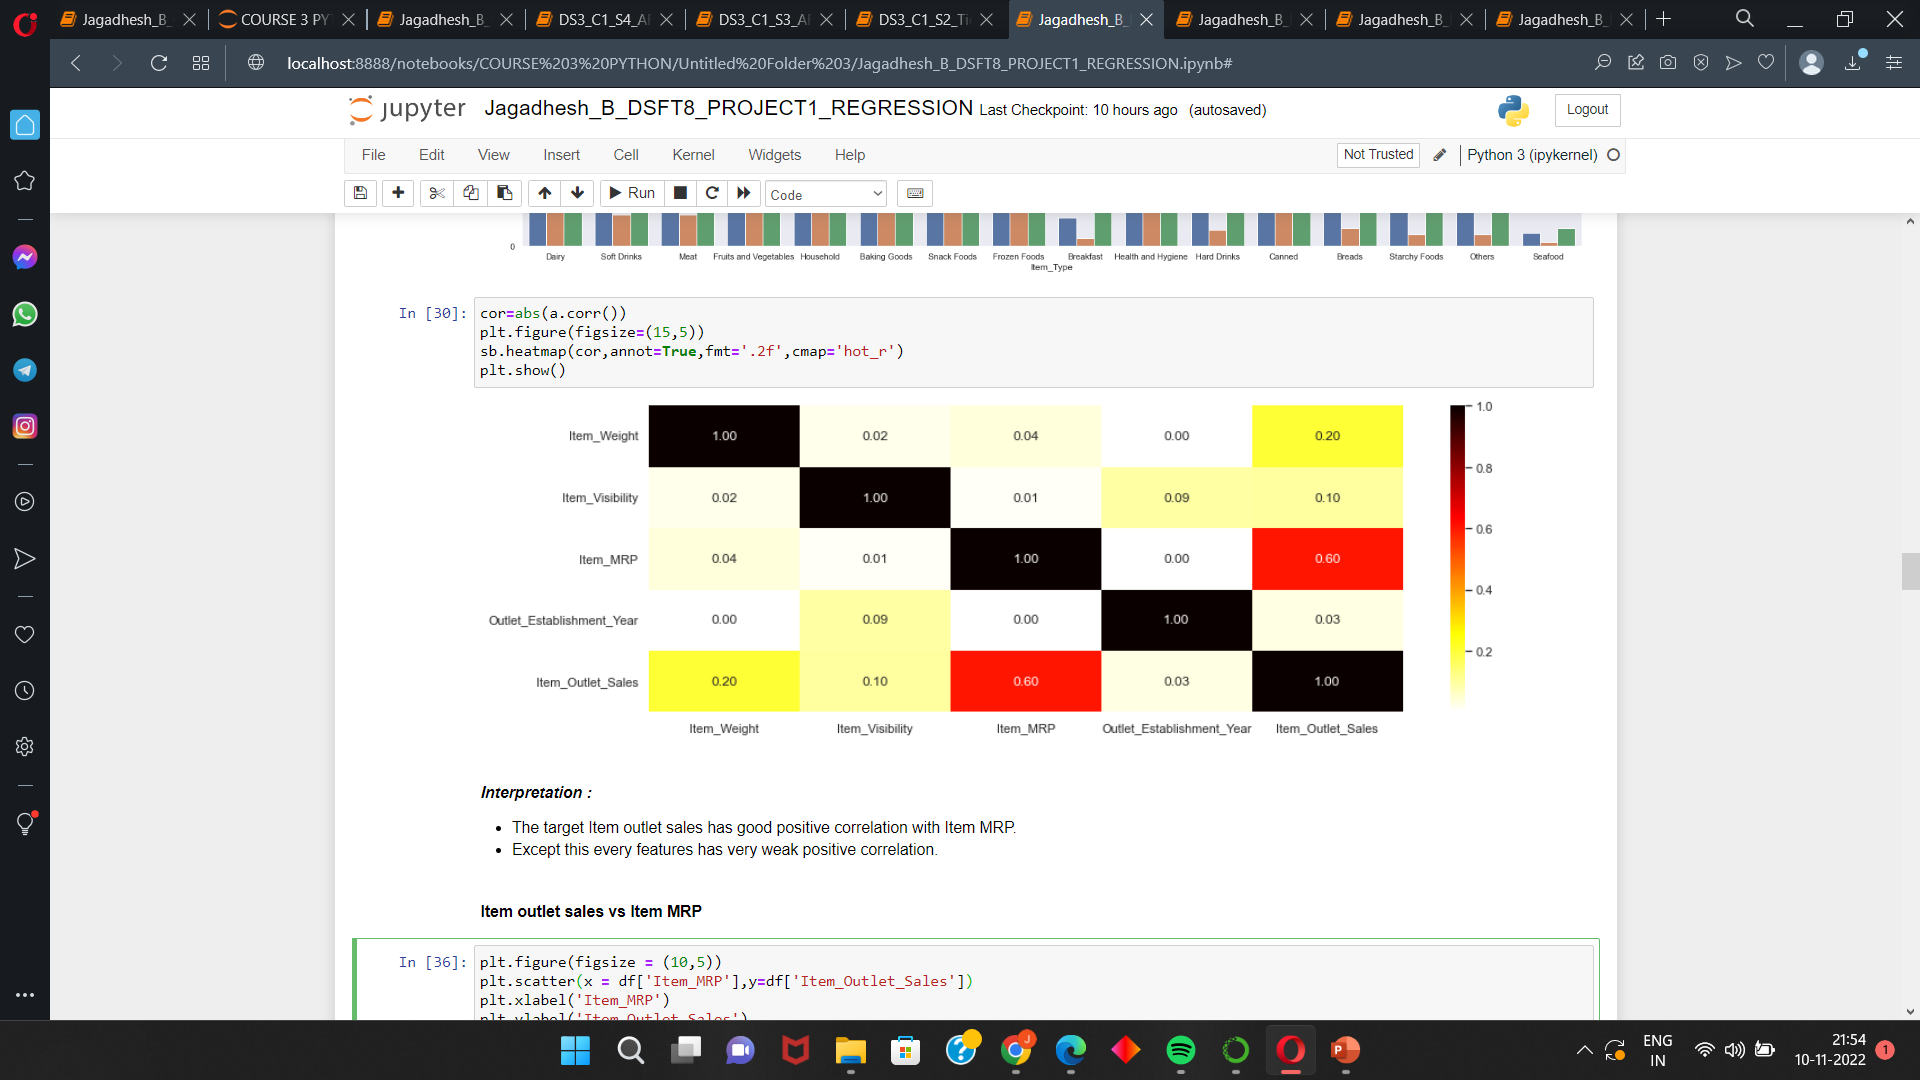 Jagadhesh_B_
COURSE 3 PY
Jagadhesh_B_
DS3_C1_S4_A
DS3_C1_S3_A
DS3_C1_S2_Ti
Jagadhesh_B_
Jagadhesh_B_
Jagadhesh_B_
Jagadhesh_B_
localhost:8888/notebooks/COURSE%203%20PYTHON/Untitled%20Folder%203/Jagadhesh_B_DSFT8_PROJECT1_REGRESSION.ipynb#
jupyter Jagadhesh_B_DSFT8_PROJECT1_REGRESSION Last Checkpoint: 10 hours ago (autosaved)
Logout
File Edit View Insert Cell Kernel Widgets Help
Not Trusted
Python 3 (ipykernel)
Run
Code
0
Dairy Soft Drinks Meat Fruits and Vegetables Household Baking Goods Snack Foods Frozen Foods Breakfast Health and Hygiene Hard Drinks Canned Breads Starchy Foods Others Seafood
Item_Type
In [30]: cor=abs(a.corr())
plt.figure(figsize=(15,5))
sb.heatmap(cor,annot=True,fmt='.2f',cmap='hot_r')
plt.show()
Item_Weight 1.00 0.02 0.04 0.00 0.20
Item_Visibility 0.02 1.00 0.01 0.09 0.10
Item_MRP 0.04 0.01 1.00 0.00 0.60
Outlet_Establishment_Year 0.00 0.09 0.00 1.00 0.03
Item_Outlet_Sales 0.20 0.10 0.60 0.03 1.00
Item_Weight Item_Visibility Item_MRP Outlet_Establishment_Year Item_Outlet_Sales
1.0
0.8
0.6
0.4
0.2
Interpretation :
• The target Item outlet sales has good positive correlation with Item MRP.
• Except this every features has very weak positive correlation.
Item outlet sales vs Item MRP
In [36]: plt.figure(figsize = (10,5))
plt.scatter(x = df['Item_MRP'],y=df['Item_Outlet_Sales'])
plt.xlabel('Item_MRP')
plt.ylabel('Item_Outlet_Sales')
J
P
ENG
IN
21:54
10-11-2022
1